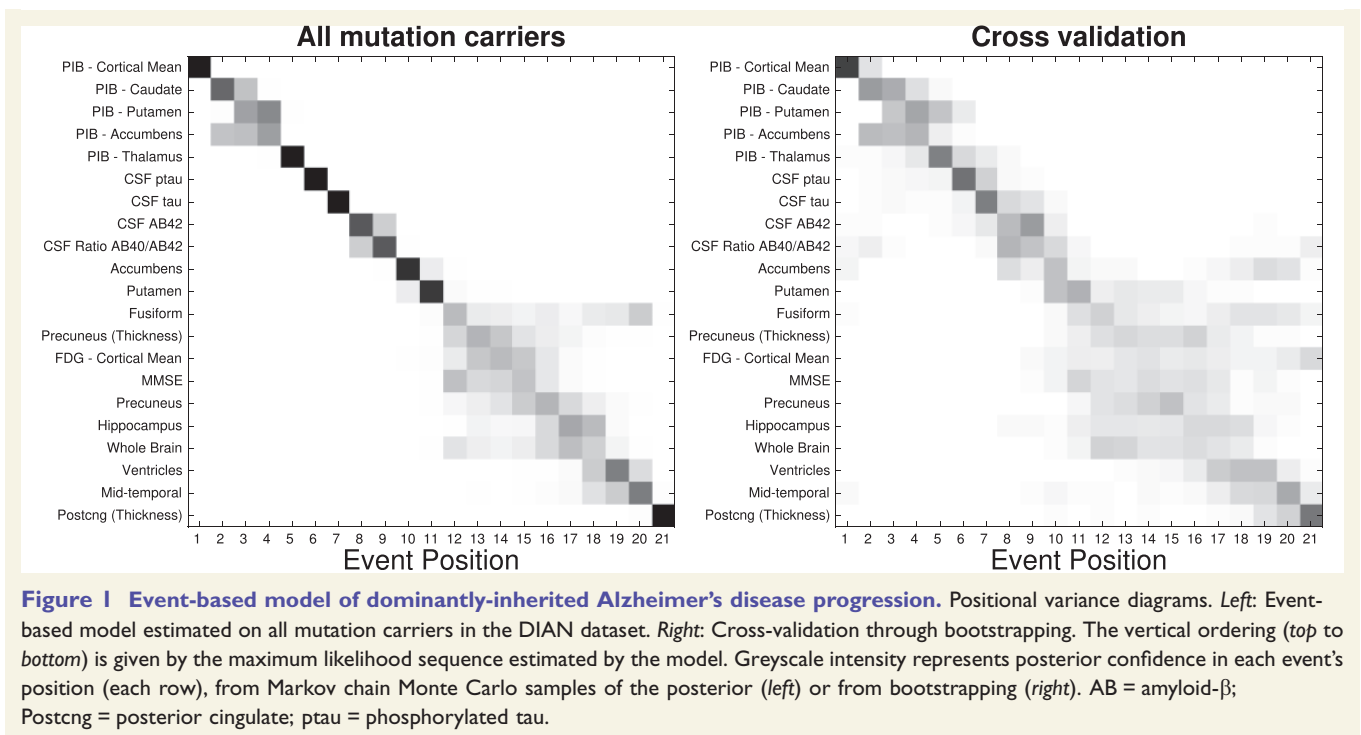 All mutation carriers
PIB - Cortical Mean
PIB - Caudate
PIB - Putamen
PIB - Accumbens
PIB - Thalamus
CSF ptau
CSF tau
CSF AB42
CSF Ratio AB40/AB42
Accumbens
Putamen
Fusiform
Precuneus (Thickness)
FDG - Cortical Mean
MMSE
Precuneus
Hippocampus
Whole Brain
Ventricles
Mid-temporal
Postcng (Thickness)
1 2 3 4 5 6 7 8 9 10 11 12 13 14 15 16 17 18 19 20 21
Event Position
Cross validation
PIB - Cortical Mean
PIB - Caudate
PIB - Putamen
PIB - Accumbens
PIB - Thalamus
CSF ptau
CSF tau
CSF AB42
CSF Ratio AB40/AB42
Accumbens
Putamen
Fusiform
Precuneus (Thickness)
FDG - Cortical Mean
MMSE
Precuneus
Hippocampus
Whole Brain
Ventricles
Mid-temporal
Postcng (Thickness)
1 2 3 4 5 6 7 8 9 10 11 12 13 14 15 16 17 18 19 20 21
Event Position
Figure 1 Event-based model of dominantly-inherited Alzheimer's disease progression. Positional variance diagrams. Left: Event-
based model estimated on all mutation carriers in the DIAN dataset. Right: Cross-validation through bootstrapping. The vertical ordering (top to
bottom) is given by the maximum likelihood sequence estimated by the model. Greyscale intensity represents posterior confidence in each event's
position (each row), from Markov chain Monte Carlo samples of the posterior (left) or from bootstrapping (right). AB = amyloid-β;
Postcng = posterior cingulate; ptau = phosphorylated tau.